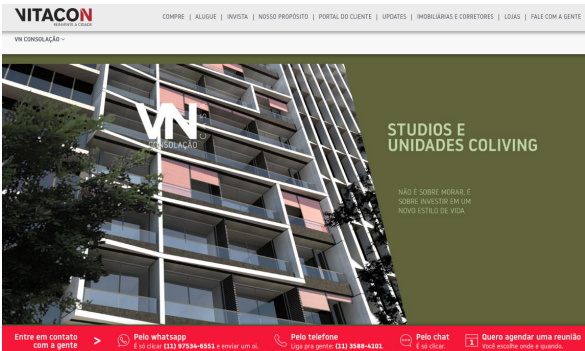 VITACON
REINVENTE A CIDADE
COMPRE | ALUGUE | INVISTA | NOSSO PROPÓSITO | PORTAL DO CLIENTE | UPDATES | IMOBILIÁRIAS E CORRETORES | LOJAS | FALE COM A GENTE
VN CONSOLAÇÃO
VN
CONSOLAÇÃO
STUDIOS E
UNIDADES COLIVING
NÃO É SOBRE MORAR, É
SOBRE INVESTIR EM UM
NOVO ESTILO DE VIDA
Entre em contato
com a gente >
Pelo whatsapp
É só clicar (11) 97534-6551 e enviar um oi.
Pelo telefone
Liga pra gente: (11) 3588-4101.
Pelo chat
É só clicar.
1
Quero agendar uma reunião
Você escolhe onde e quando.